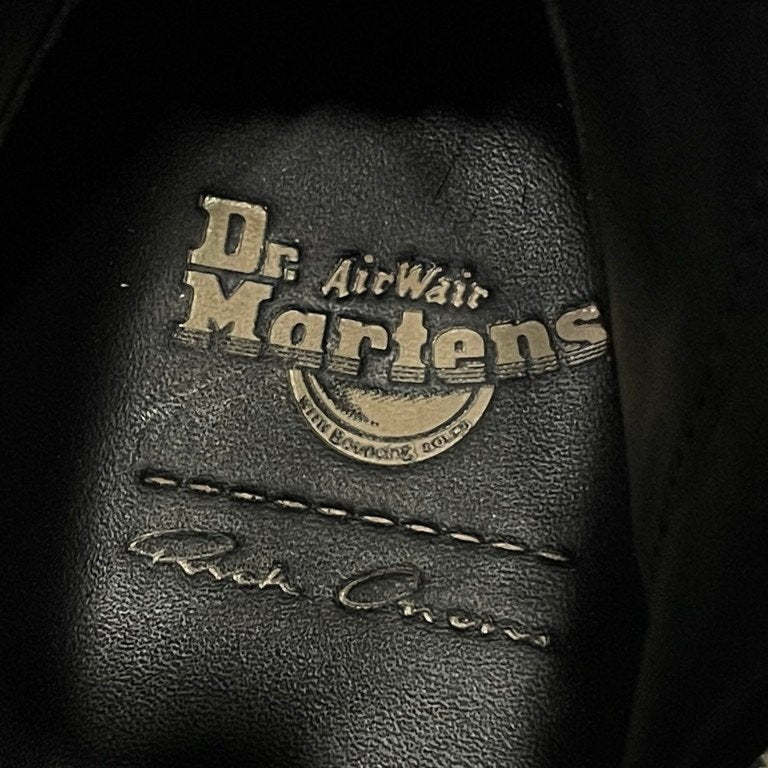 Dr. AirWair
Martens
WITH Bouncing SOLES
Rick Owens